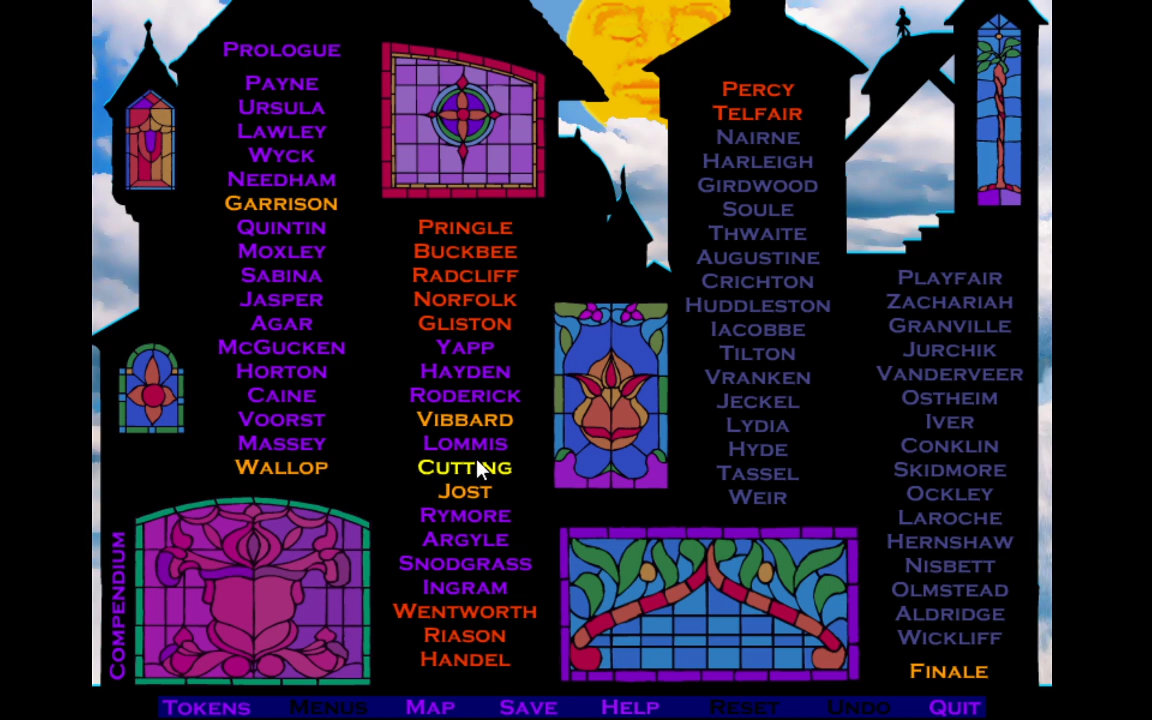 PROLOGUE
PAYNE
URSULA
LAWLEY
WYCK
NEEDHAM
GARRISON
QUINTIN
MOXLEY
SABINA
JASPER
AGAR
MCGUCKEN
HORTON
CAINE
VOORST
MASSEY
WALLOP
COMPENDIUM
PRINGLE
BUCKBEE
RADCLIFF
NORFOLK
GLISTON
YAPP
HAYDEN
RODERICK
VIBBARD
LOMMIS
CUTTING
JOST
RYMORE
ARGYLE
SNODGRASS
INGRAM
WENTWORTH
RIASON
HANDEL
PERCY
TELFAIR
NAIRNE
HARLEIGH
GIRDWOOD
SOULE
THWAITE
AUGUSTINE
CRICHTON
HUDDLESTON
IACOBBE
TILTON
VRANKEN
JECKEL
LYDIA
HYDE
TASSEL
WEIR
PLAYFAIR
ZACHARIAH
GRANVILLE
JURCHIK
VANDERVEER
OSTHEIM
IVER
CONKLIN
SKIDMORE
OCKLEY
LAROCHE
HERNSHAW
NISBETT
OLMSTEAD
ALDRIDGE
WICKLIFF
FINALE
TOKENS MENUS MAP SAVE HELP RESET UNDO QUIT